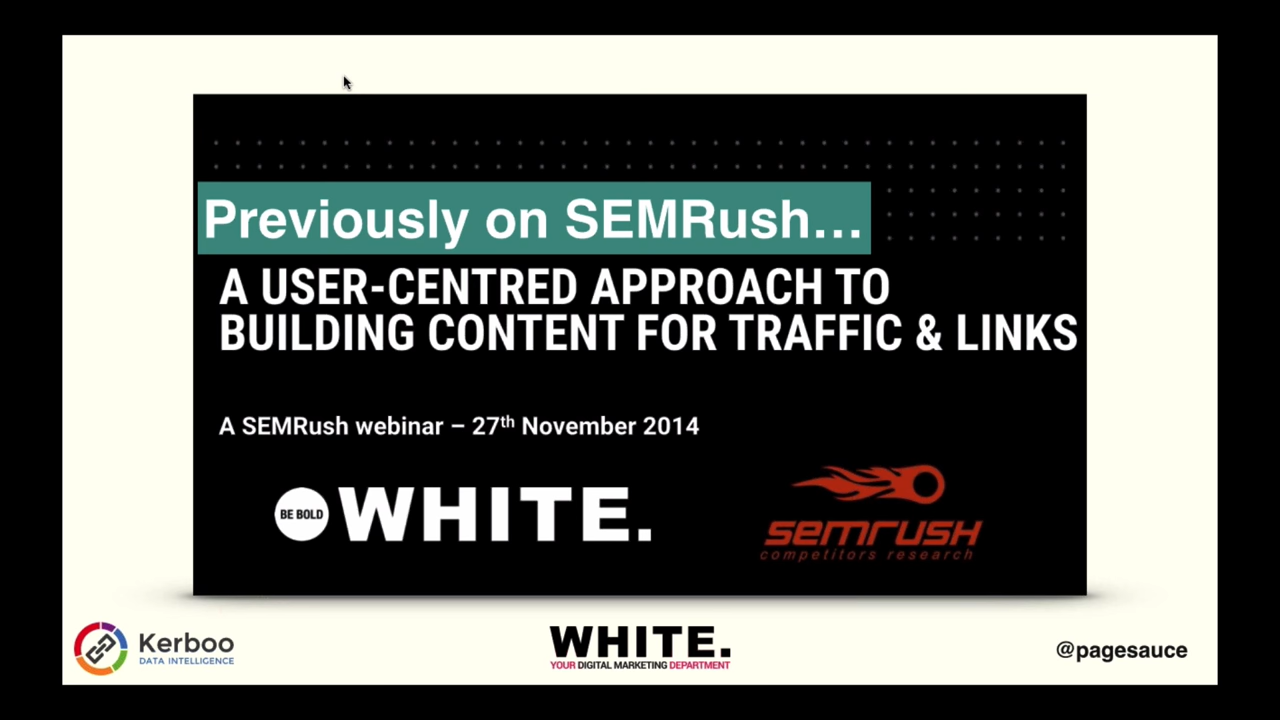 Previously on SEMRush...
A USER-CENTRED APPROACH TO
BUILDING CONTENT FOR TRAFFIC & LINKS
A SEMRush webinar – 27th November 2014
BE BOLD WHITE.
semrush
competitors research
Kerboo
DATA INTELLIGENCE
WHITE.
YOUR DIGITAL MARKETING DEPARTMENT
@pagesauce